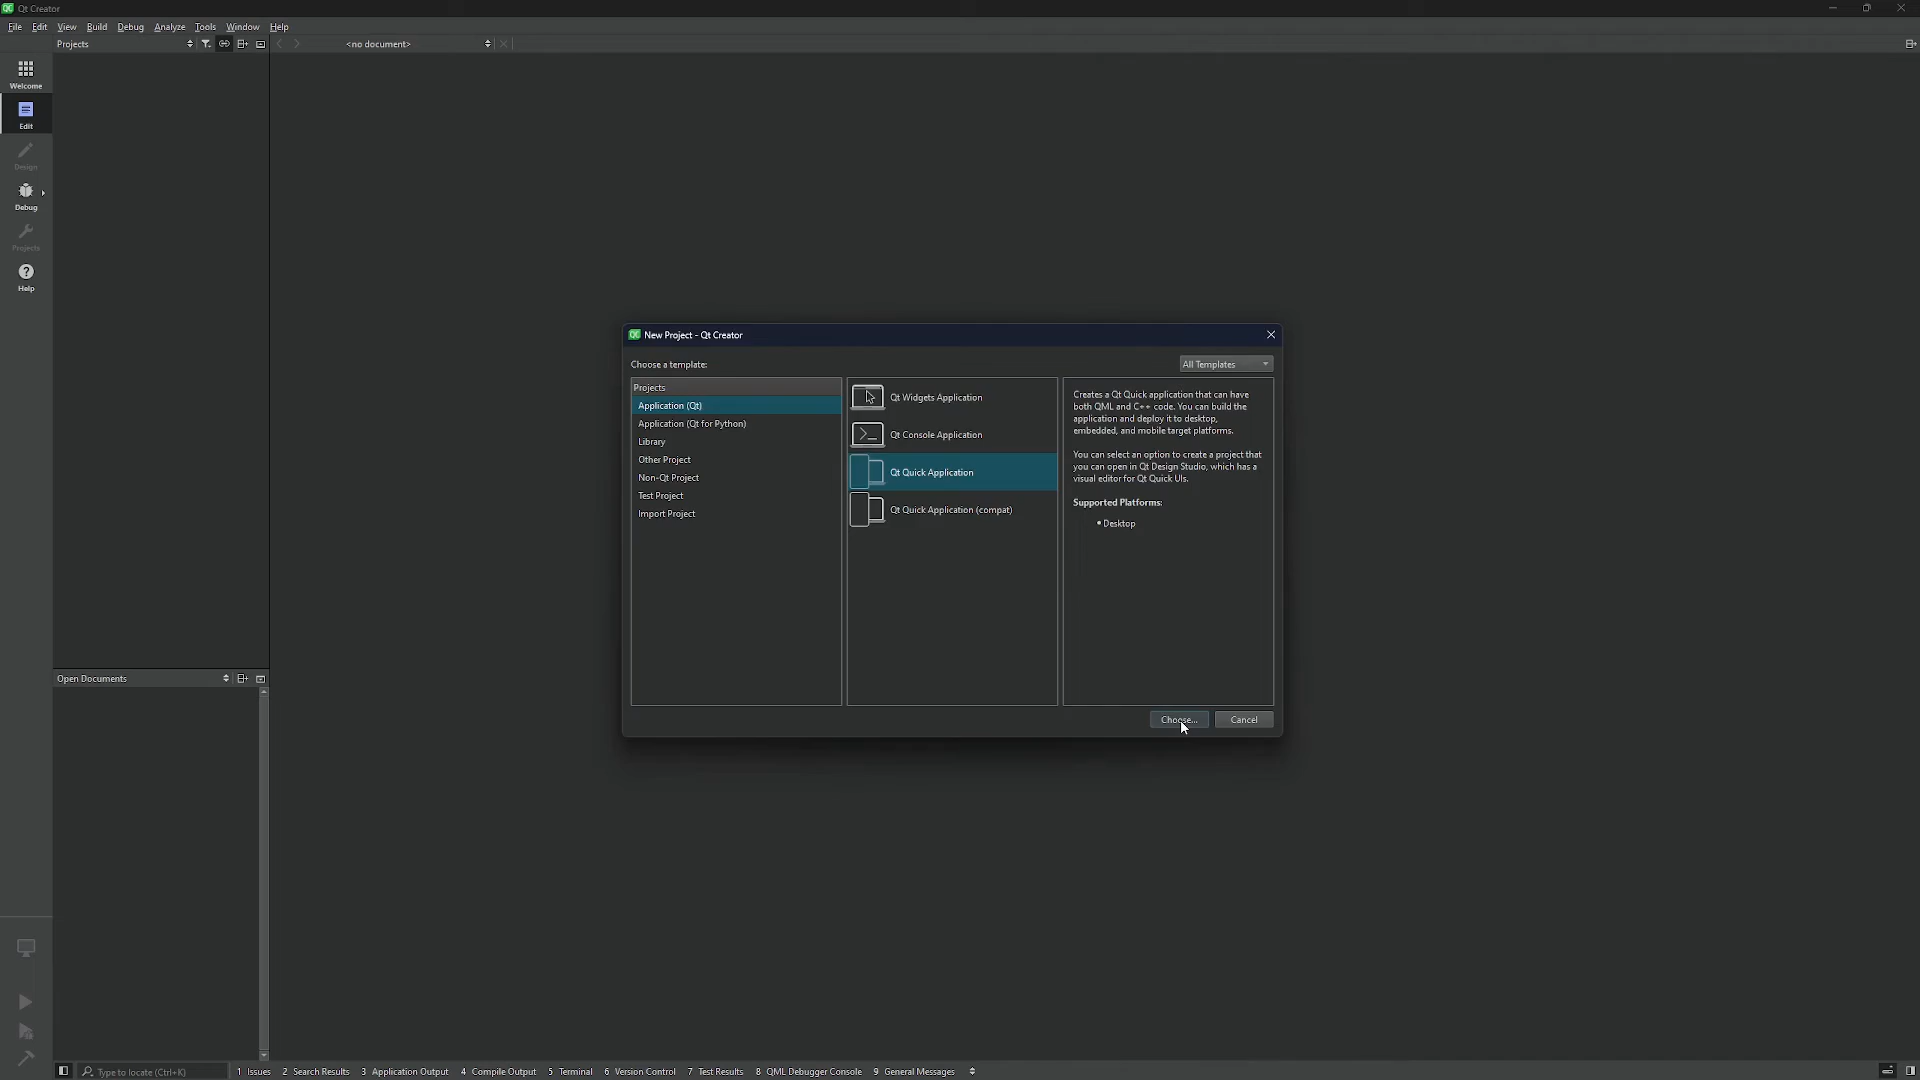 Qt Creator
File Edit View Build Debug Analyze Tools Window Help
Projects
<no document>
Welcome
Edit
Design
Debug
Projects
Help
New Project - Qt Creator
Choose a template:
All Templates
Projects
Application (Qt)
Application (Qt for Python)
Library
Other Project
Non-Qt Project
Test Project
Import Project
Qt Widgets Application
Qt Console Application
Qt Quick Application
Qt Quick Application (compat)
Creates a Qt Quick application that can have
both QML and C++ code. You can build the
application and deploy it to desktop,
embedded, and mobile target platforms.
You can select an option to create a project that
you can open in Qt Design Studio, which has a
visual editor for Qt Quick UIs.
Supported Platforms:
• Desktop
Choose...
Cancel
Open Documents
Type to locate (Ctrl+K)
1 Issues 2 Search Results 3 Application Output 4 Compile Output 5 Terminal 6 Version Control 7 Test Results 8 QML Debugger Console 9 General Messages